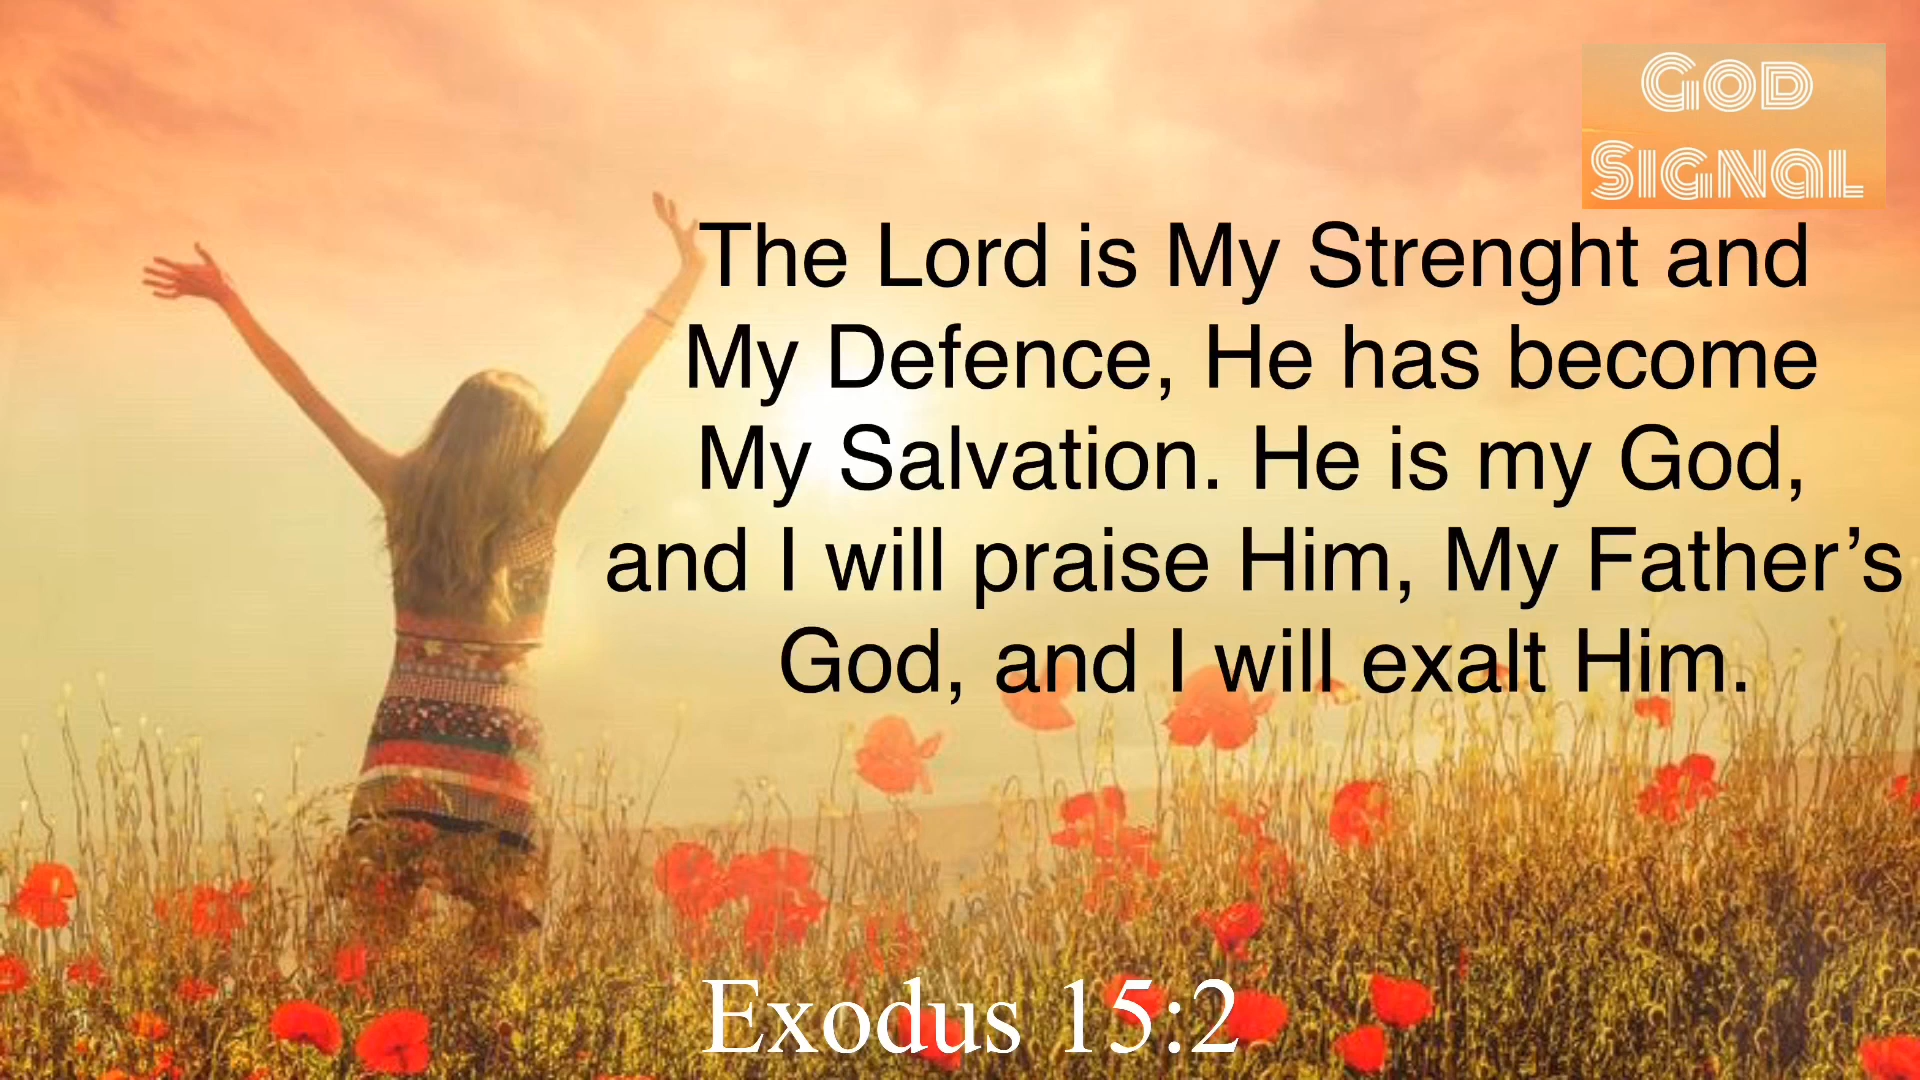 God
Signal
The Lord is My Strenght and
My Defence, He has become
My Salvation. He is my God,
and I will praise Him, My Father’s
God, and I will exalt Him.
Exodus 15:2